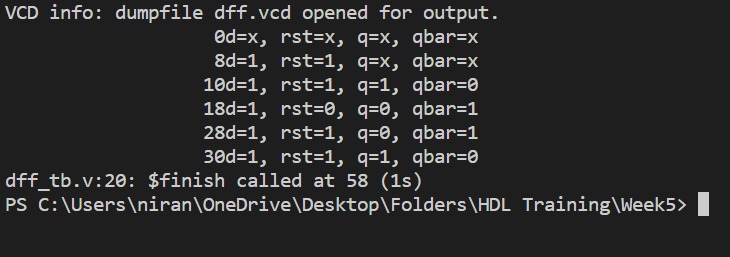 VCD info: dumpfile dff.vcd opened for output.
0d=x, rst=x, q=x, qbar=x
8d=1, rst=1, q=x, qbar=x
10d=1, rst=1, q=1, qbar=0
18d=1, rst=0, q=0, qbar=1
28d=1, rst=1, q=0, qbar=1
30d=1, rst=1, q=1, qbar=0
dff_tb.v:20: $finish called at 58 (1s)
PS C:\Users\niran\OneDrive\Desktop\Folders\HDL Training\Week5>